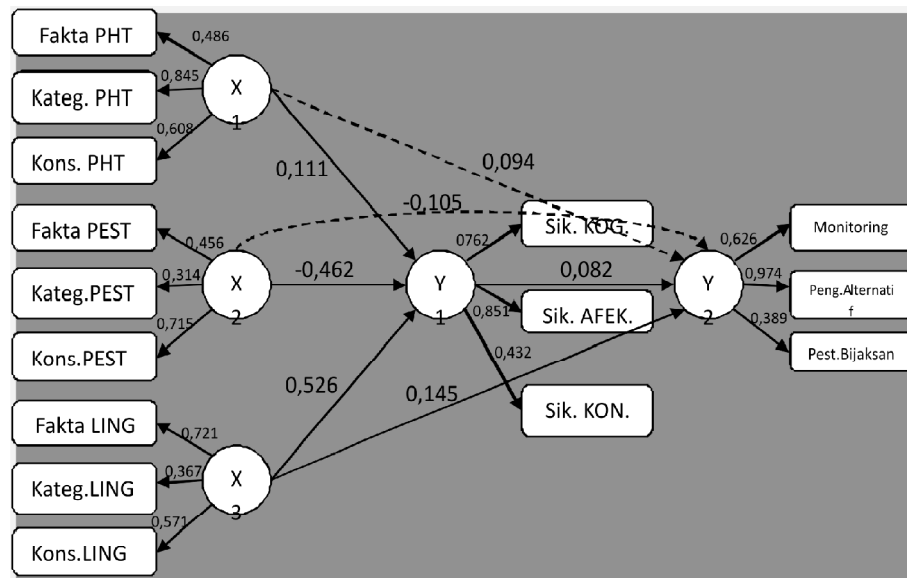 Fakta PHT
0,486
Kateg. PHT
0,845
X
1
0,608
Kons. PHT
0,111
0,094
Fakta PEST
-0,105
Sik. KOG.
0,626
Monitoring
0,456
0762
Kateg.PEST
0,314
X
2
-0,462
Y
1
0,082
Y
2
0,974
Peng.Alternati
f
0,715
0,851
Sik. AFEK.
0,389
Kons.PEST
0,432
Pest.Bijaksan
0,526
0,145
Sik. KON.
Fakta LING
0,721
Kateg.LING
0,367
X
3
0,571
Kons.LING